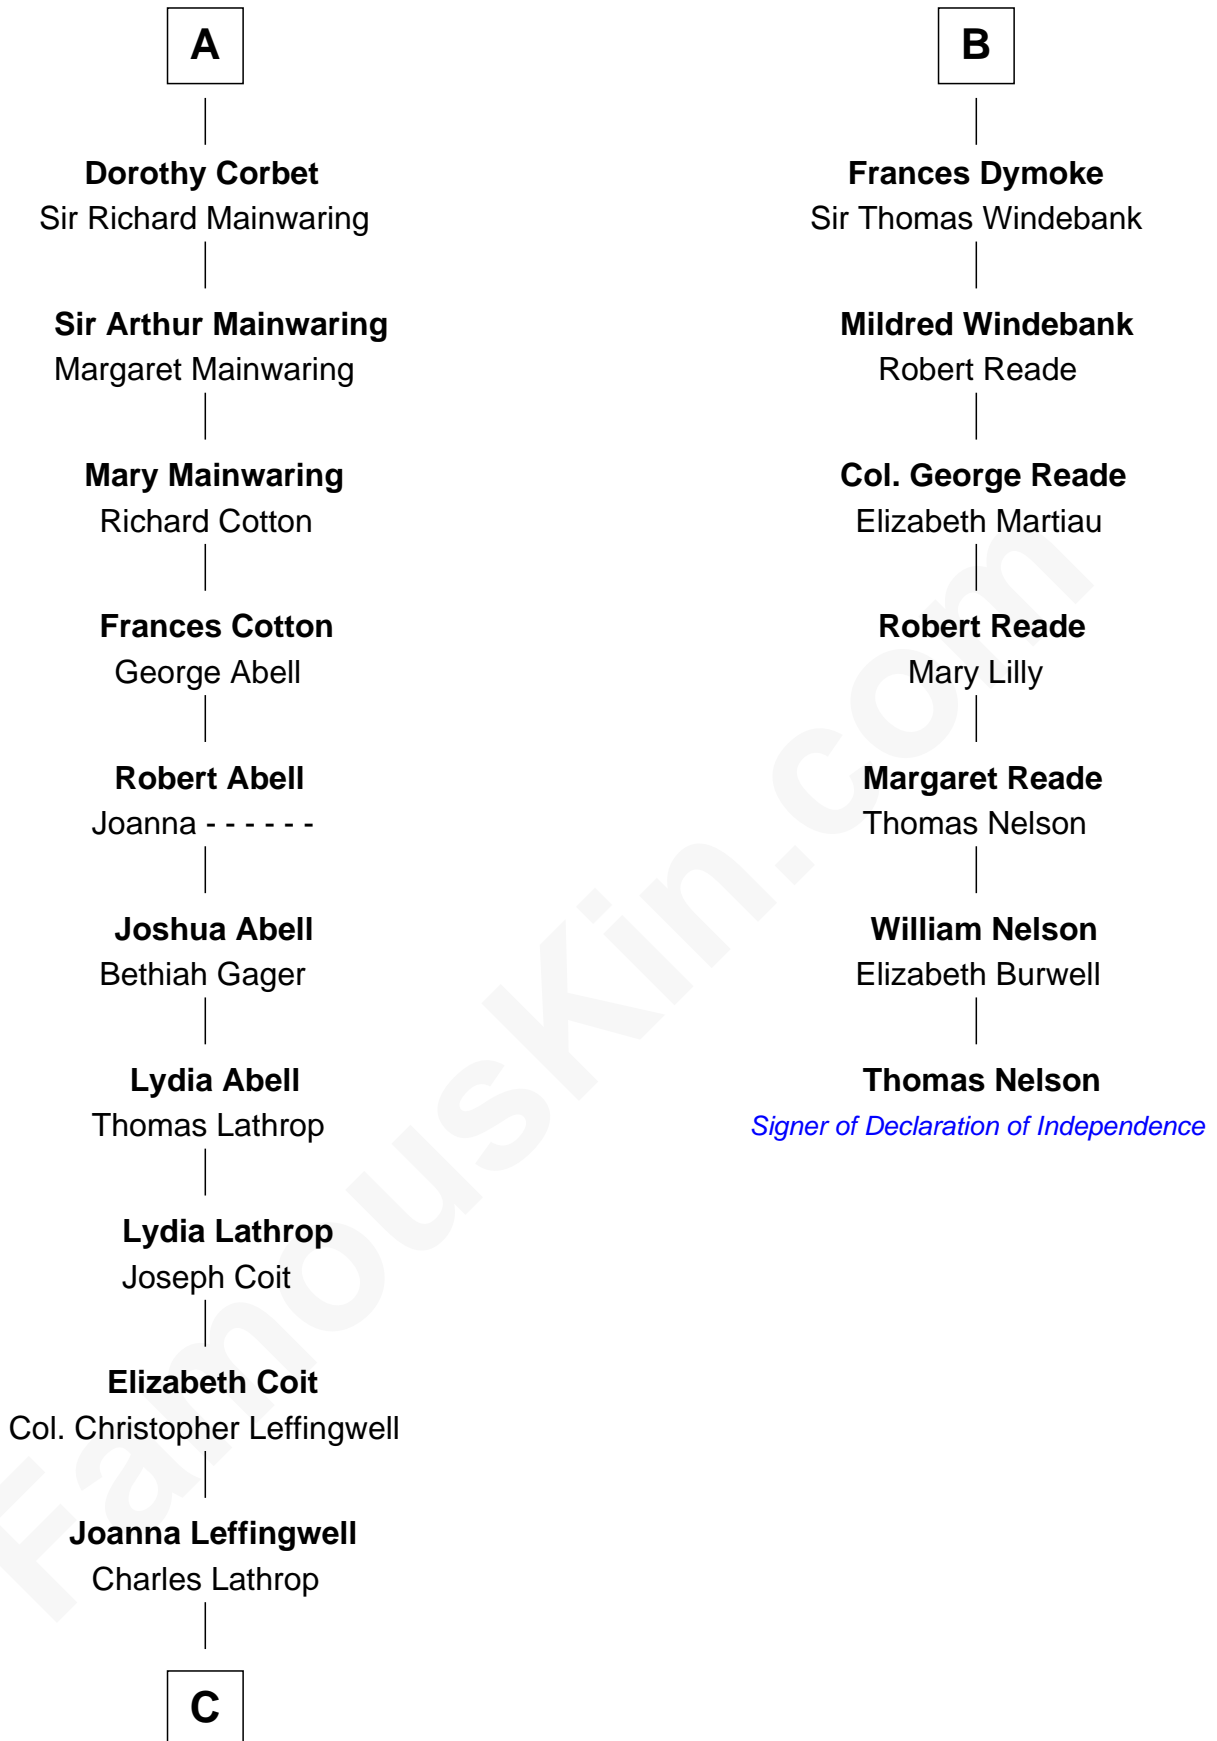 A
Dorothy Corbet
Sir Richard Mainwaring
Sir Arthur Mainwaring
Margaret Mainwaring
Mary Mainwaring
Richard Cotton
Frances Cotton
George Abell
Robert Abell
Joanna - - - - - -
Joshua Abell
Bethiah Gager
Lydia Abell
Thomas Lathrop
Lydia Lathrop
Joseph Coit
Elizabeth Coit
Col. Christopher Leffingwell
Joanna Leffingwell
Charles Lathrop
C
B
Frances Dymoke
Sir Thomas Windebank
Mildred Windebank
Robert Reade
Col. George Reade
Elizabeth Martiau
Robert Reade
Mary Lilly
Margaret Reade
Thomas Nelson
William Nelson
Elizabeth Burwell
Thomas Nelson
Signer of Declaration of Independence
FamousKin.com